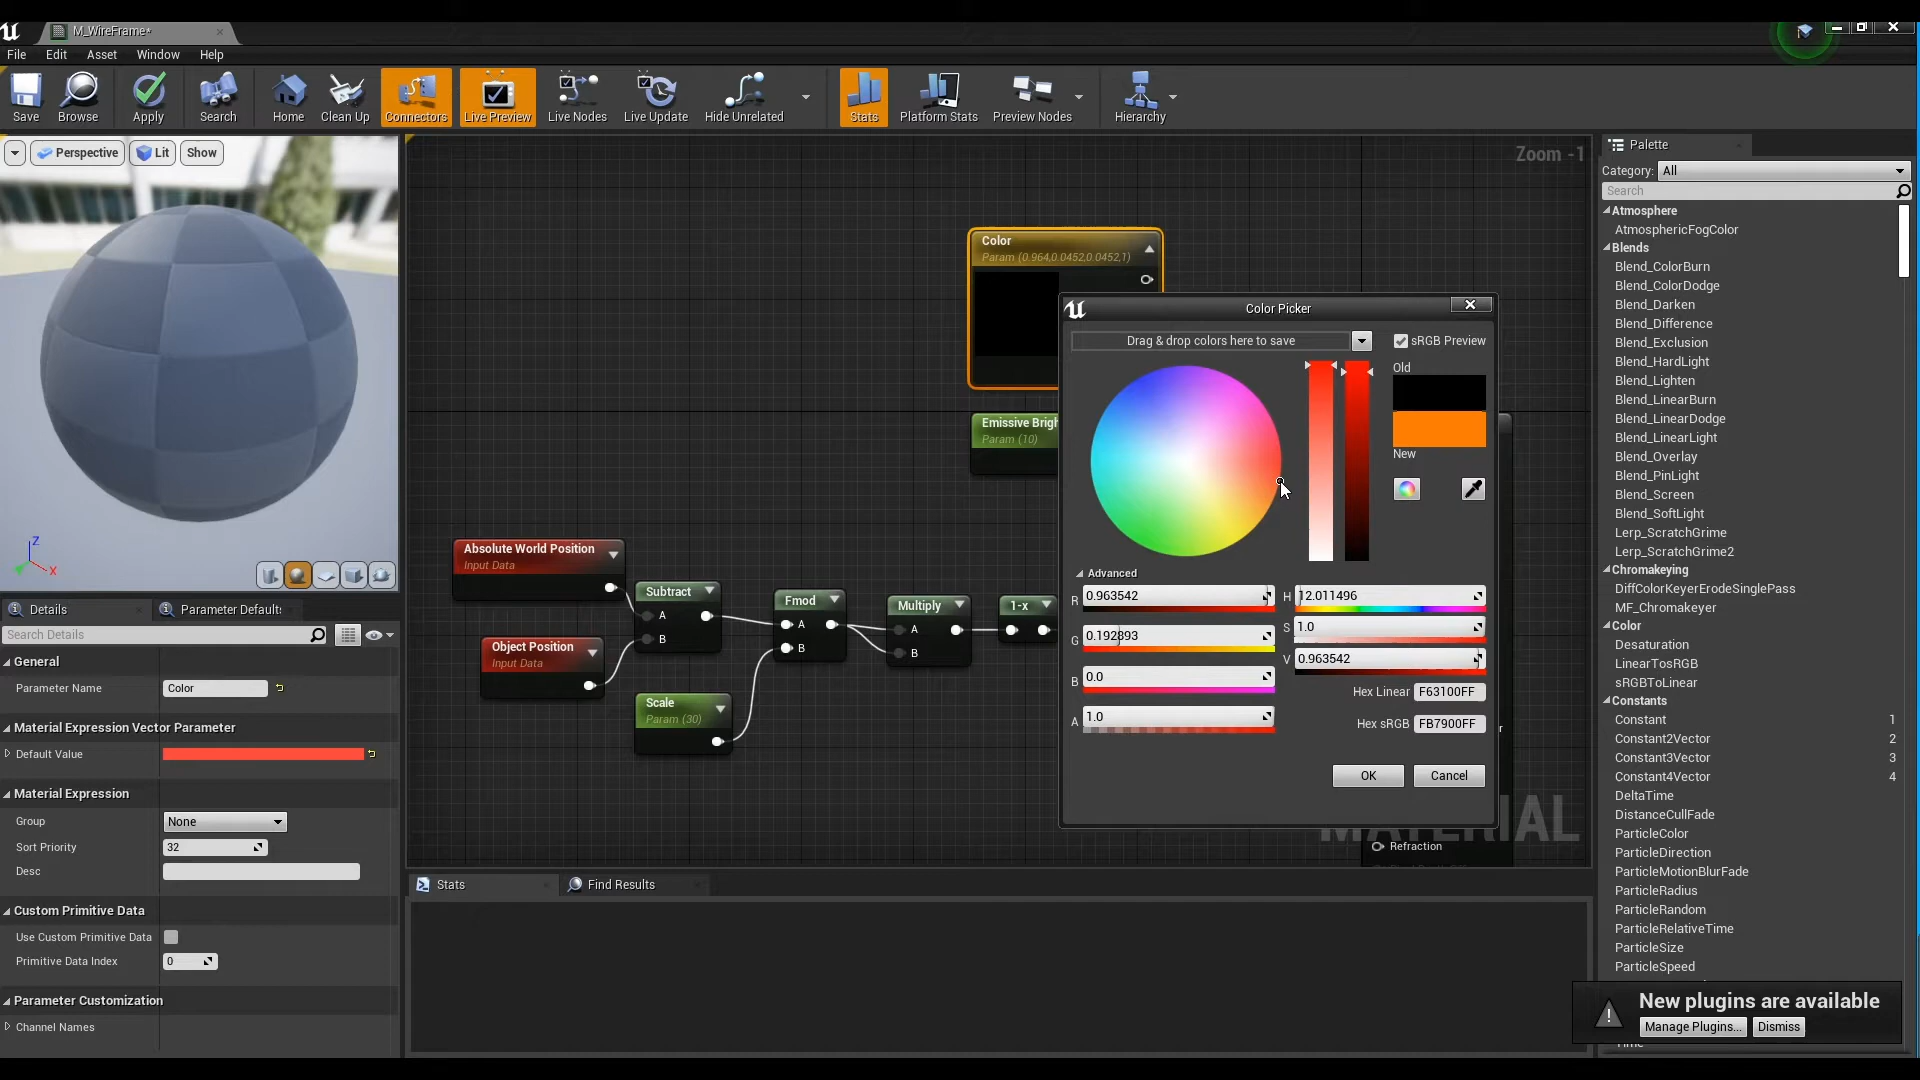 M_WireFrame*
File Edit Asset Window Help
Save Browse Apply Search Home Clean Up Connectors Live Preview Live Nodes Live Update Hide Unrelated Stats Platform Stats Preview Nodes Hierarchy
Perspective Lit Show
Z
X
Details Parameter Default:
Search Details
General
Parameter Name Color
Material Expression Vector Parameter
Default Value
Material Expression
Group None
Sort Priority 32
Desc
Custom Primitive Data
Use Custom Primitive Data
Primitive Data Index 0
Parameter Customization
Channel Names
Zoom -1
Color
Param (0.964,0.0452,0.0452,1)
Emissive Brigh
Param (10)
Absolute World Position
Input Data
Object Position
Input Data
Subtract
A
B
Scale
Param (30)
Fmod
A
B
Multiply
A
B
1-x
Color Picker
Drag & drop colors here to save
sRGB Preview
Old
New
Advanced
R 0.963542
G 0.192893
B 0.0
A 1.0
H 12.011496
S 1.0
V 0.963542
Hex Linear F63100FF
Hex sRGB FB7900FF
OK Cancel
r
MATERIAL
Refraction
Stats Find Results
Palette
Category: All
Search
Atmosphere
AtmosphericFogColor
Blends
Blend_ColorBurn
Blend_ColorDodge
Blend_Darken
Blend_Difference
Blend_Exclusion
Blend_HardLight
Blend_Lighten
Blend_LinearBurn
Blend_LinearDodge
Blend_LinearLight
Blend_Overlay
Blend_PinLight
Blend_Screen
Blend_SoftLight
Lerp_ScratchGrime
Lerp_ScratchGrime2
Chromakeying
DiffColorKeyerErodeSinglePass
MF_Chromakeyer
Color
Desaturation
LinearTosRGB
sRGBToLinear
Constants
Constant 1
Constant2Vector 2
Constant3Vector 3
Constant4Vector 4
DeltaTime
DistanceCullFade
ParticleColor
ParticleDirection
ParticleMotionBlurFade
ParticleRadius
ParticleRandom
ParticleRelativeTime
ParticleSize
ParticleSpeed
New plugins are available
Manage Plugins... Dismiss
Time